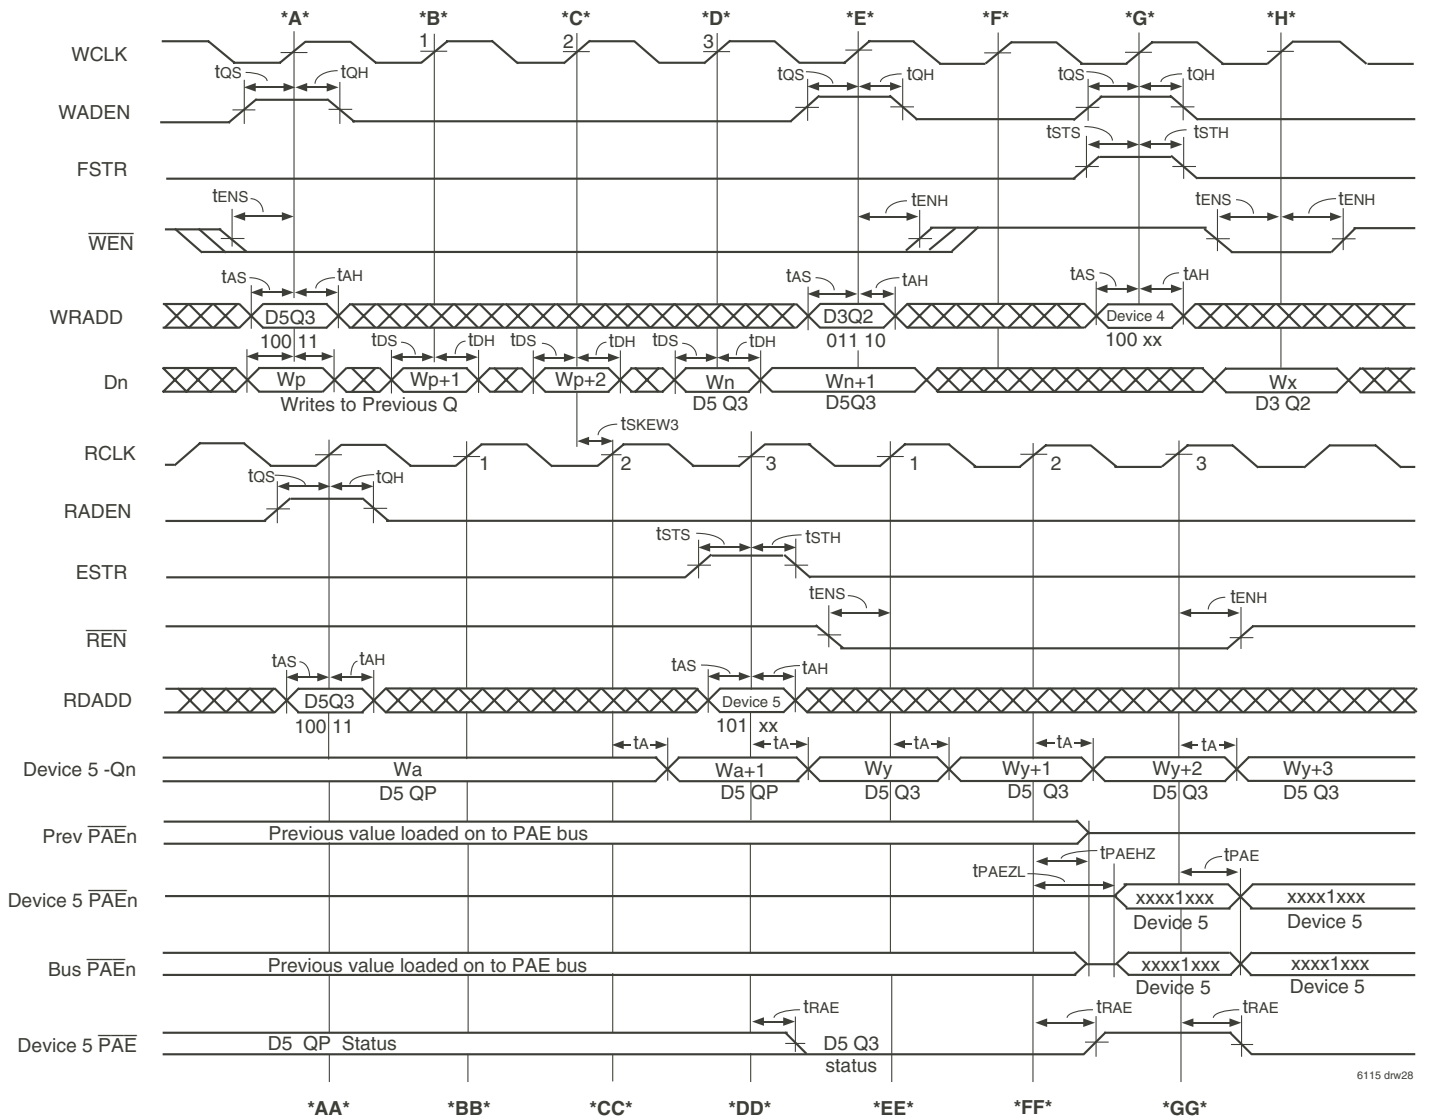 *A* *B* *C* *D* *E* *F* *G* *H*
WCLK 1 2 3
tQS tQH tQS tQH tQS tQH
WADEN
tSTS tSTH
FSTR
tENS tENH tENS tENH
WEN
tAS tAH tAS tAH tAS tAH
WRADD D5Q3 D3Q2 Device 4
100 11 011 10 100 xx
tDS tDH tDS tDH tDS tDH
Dn Wp Wp+1 Wp+2 Wn Wn+1 Wx
Writes to Previous Q D5 Q3 D5Q3 D3 Q2
tSKEW3
RCLK 1 2 3 1 2 3
tQS tQH
RADEN
tSTS tSTH
ESTR
tENS tENH
REN
tAS tAH tAS tAH
RDADD D5Q3 Device 5
100 11 101 xx
tA tA tA tA tA
Device 5 -Qn Wa Wa+1 Wy Wy+1 Wy+2 Wy+3
D5 QP D5 QP D5 Q3 D5 Q3 D5 Q3 D5 Q3
Prev PAEn Previous value loaded on to PAE bus
tPAEHZ tPAE
tPAEZL
Device 5 PAEn xxxx1xxx xxxx1xxx
Device 5 Device 5
Bus PAEn Previous value loaded on to PAE bus xxxx1xxx xxxx1xxx
Device 5 Device 5
tRAE tRAE tRAE
Device 5 PAE D5 QP Status D5 Q3
status
6115 drw28
*AA* *BB* *CC* *DD* *EE* *FF* *GG*